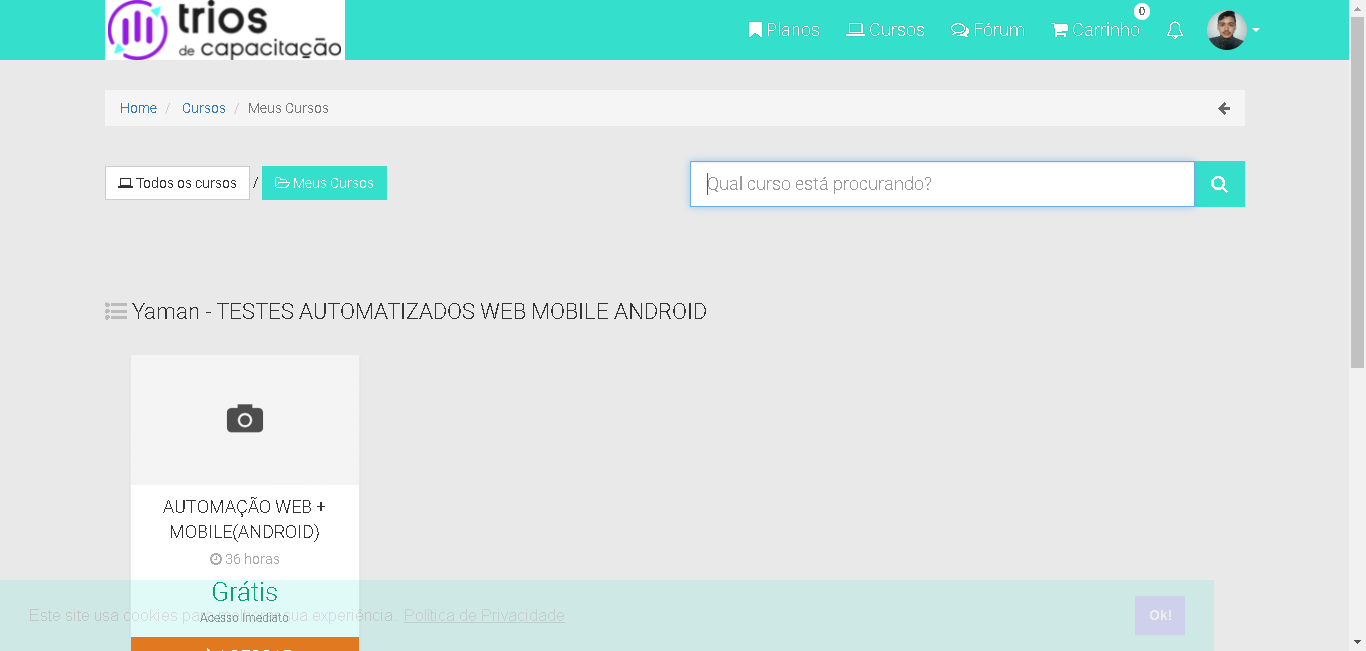 trios
de capacitação
Planos
Cursos
Fórum
Carrinho
0
Home / Cursos / Meus Cursos
Todos os cursos / Meus Cursos
Qual curso está procurando?
Yaman - TESTES AUTOMATIZADOS WEB MOBILE ANDROID
AUTOMAÇÃO WEB +
MOBILE(ANDROID)
36 horas
Grátis
Acesso Imediato
Este site usa cookies para melhorar sua experiência. Política de Privacidade
Ok!